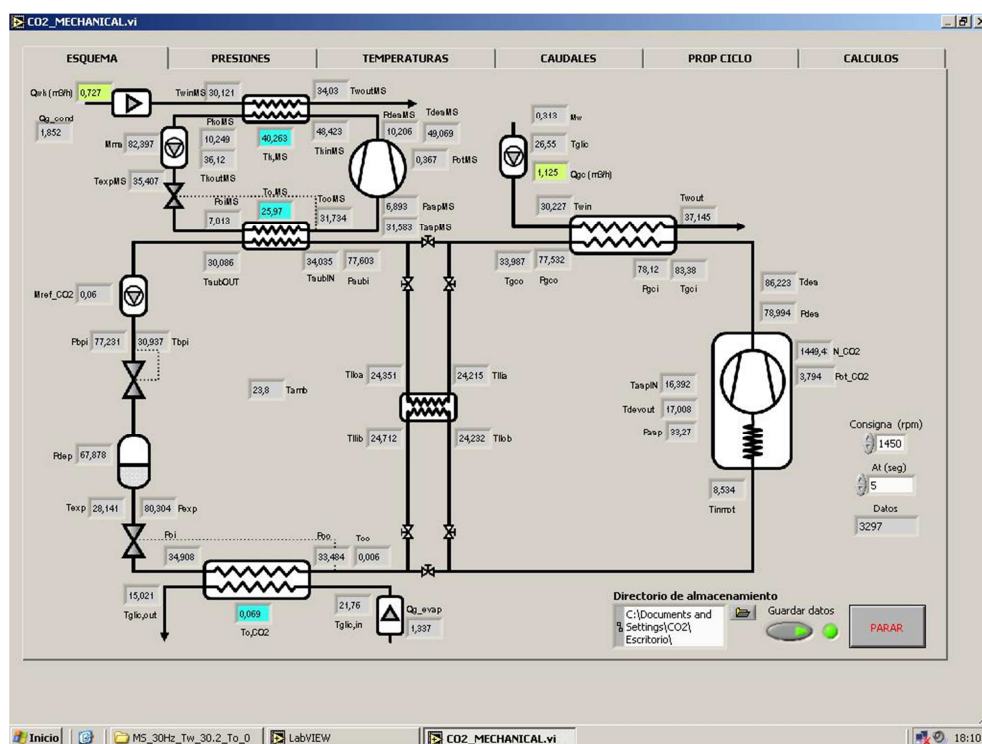 CO2_MECHANICAL.vi
ESQUEMA PRESIONES TEMPERATURAS CAUDALES PROP CICLO CALCULOS
Qwk (m3/h) 0,727
TwinMS 30,121
34,03 TwoutMS
Qg_cond
1,852
PkoMS
10,249
36,12
TkoutMS
40,263
Tk,MS
48,423
TkinMS
PdesMS
10,206
TdesMS
49,069
0,367 PotMS
Mrms 82,397
TexpMS 35,407
To,MS
25,97
PoiMS
7,013
TooMS
31,734
6,893 PaspMS
31,583 TaspMS
0,313 Mw
26,55 Tglic
1,125 Qgc (m3/h)
30,227 Twin
Twout
37,145
30,086
TsubOUT
34,035
TsubIN
77,603
Psubi
33,987
Tgco
77,532
Pgco
78,12
Pgci
83,38
Tgci
86,223 Tdes
78,994 Pdes
Mref_CO2 0,06
Pbpi 77,231
30,937 Tbpi
1449,4 N_CO2
3,794 Pot_CO2
TaspIN 16,392
Tdevout 17,008
Pasp 33,27
23,8 Tamb
24,351
24,215
24,712
24,232
Consigna (rpm)
1450
At (seg)
5
Datos
3297
Pdep 67,878
8,534
Texp 28,141
80,304 Pexp
Poi
34,908
Poo
33,484
Too
0,006
15,021
Tglic,out
0,069
To,CO2
21,76
Tglic,in
Qg_evap
1,337
Directorio de almacenamiento
C:\Documents and
Settings\CO2\
Escritorio\
Guardar datos
PARAR
Inicio MS_30Hz_Tw_30.2_To_0 LabVIEW CO2_MECHANICAL.vi 18:10